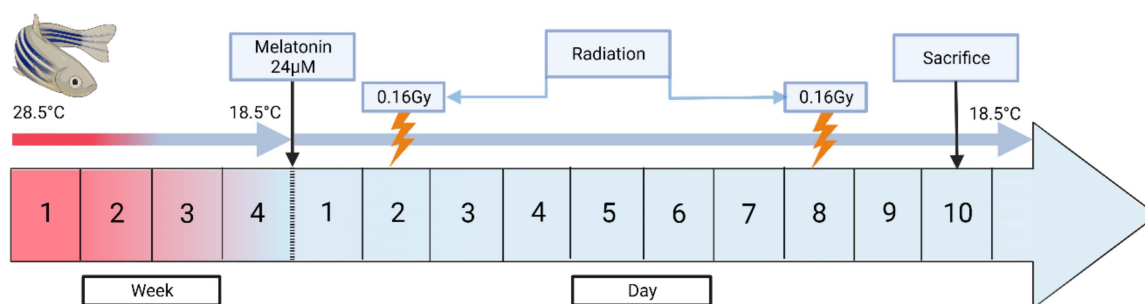 Melatonin
24μM
Radiation
Sacrifice
0.16Gy
0.16Gy
28.5°C
18.5°C
18.5°C
1 2 3 4 1 2 3 4 5 6 7 8 9 10
Week
Day